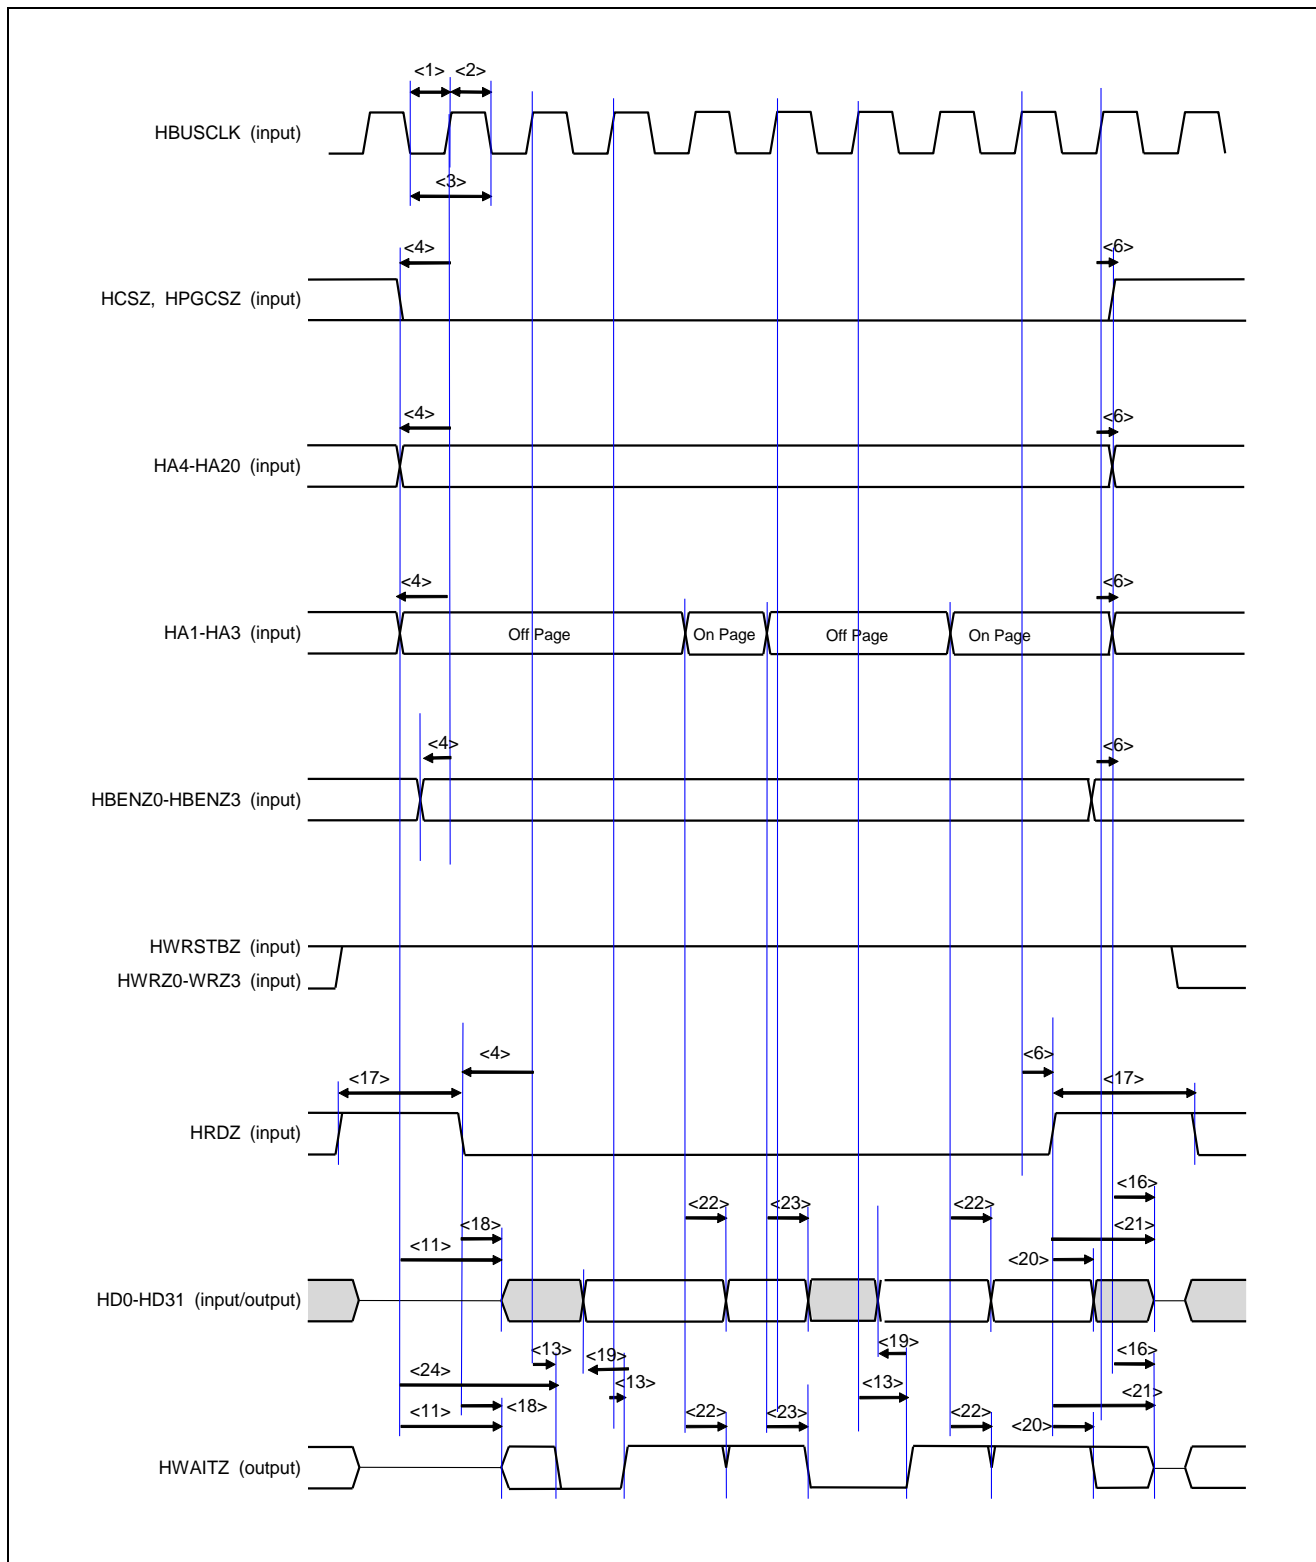 <1> <2>
HBUSCLK (input)
<3>
<4> <6>
HCSZ, HPGCSZ (input)
<4> <6>
HA4-HA20 (input)
<4> <6>
HA1-HA3 (input) Off Page On Page Off Page On Page
<4> <6>
HBENZ0-HBENZ3 (input)
HWRSTBZ (input)
HWRZ0-WRZ3 (input)
<4> <6>
<17> <17>
HRDZ (input)
<16>
<22> <23> <22>
<18> <21>
<11> <20>
HD0-HD31 (input/output)
<13> <19> <19> <16>
<24> <13> <13>
<18> <21>
<11> <22> <23> <22> <20>
HWAITZ (output)